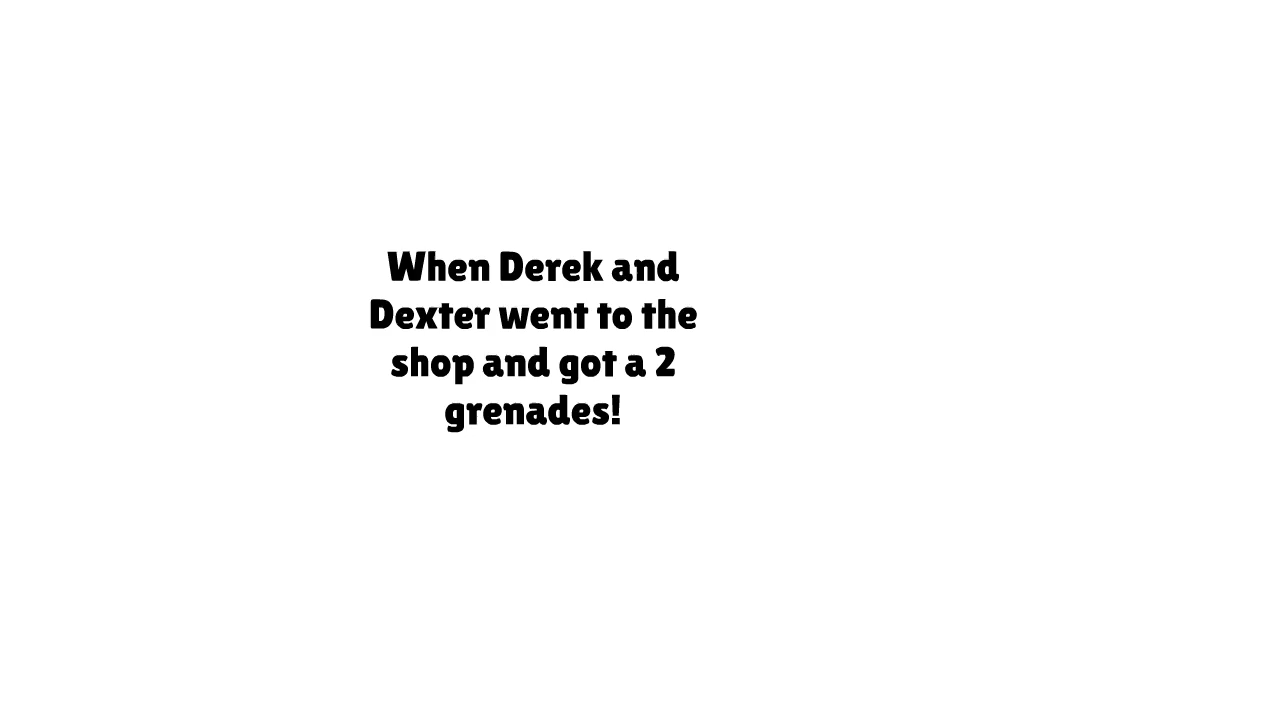 When Derek and
Dexter went to the
shop and got a 2
grenades!